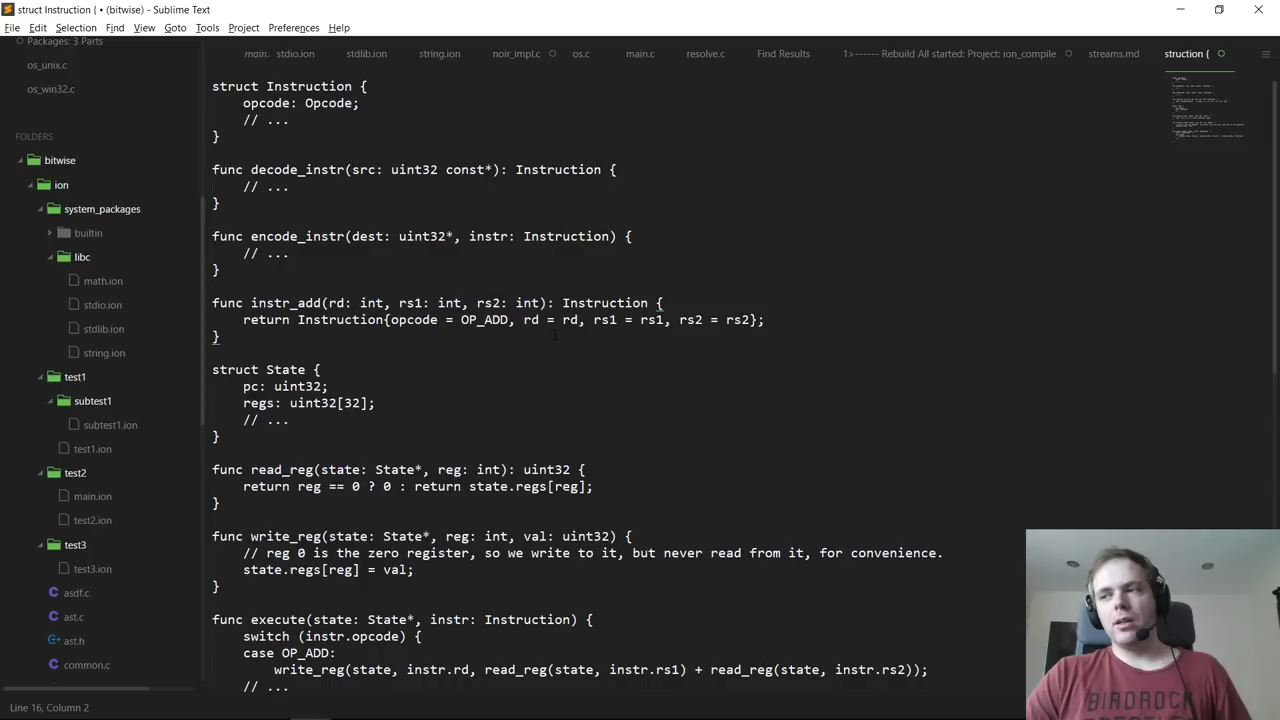 struct Instruction { • (bitwise) - Sublime Text
File Edit Selection Find View Goto Tools Project Preferences Help
Packages: 3 Parts
os_unix.c
os_win32.c
FOLDERS
bitwise
ion
system_packages
builtin
libc
math.ion
stdio.ion
stdlib.ion
string.ion
test1
subtest1
subtest1.ion
test1.ion
test2
main.ion
test2.ion
test3
test3.ion
asdf.c
ast.c
ast.h
common.c
main. stdio.ion stdlib.ion string.ion noir_impl.c os.c main.c resolve.c Find Results 1>------ Rebuild All started: Project: ion_compile streams.md struction {
struct Instruction {
opcode: Opcode;
// ...
}
func decode_instr(src: uint32 const*): Instruction {
// ...
}
func encode_instr(dest: uint32*, instr: Instruction) {
// ...
}
func instr_add(rd: int, rs1: int, rs2: int): Instruction {
return Instruction{opcode = OP_ADD, rd = rd, rs1 = rs1, rs2 = rs2};
}
struct State {
pc: uint32;
regs: uint32[32];
// ...
}
func read_reg(state: State*, reg: int): uint32 {
return reg == 0 ? 0 : return state.regs[reg];
}
func write_reg(state: State*, reg: int, val: uint32) {
// reg 0 is the zero register, so we write to it, but never read from it, for convenience.
state.regs[reg] = val;
}
func execute(state: State*, instr: Instruction) {
switch (instr.opcode) {
case OP_ADD:
write_reg(state, instr.rd, read_reg(state, instr.rs1) + read_reg(state, instr.rs2));
// ...
BIRDROCK
Line 16, Column 2